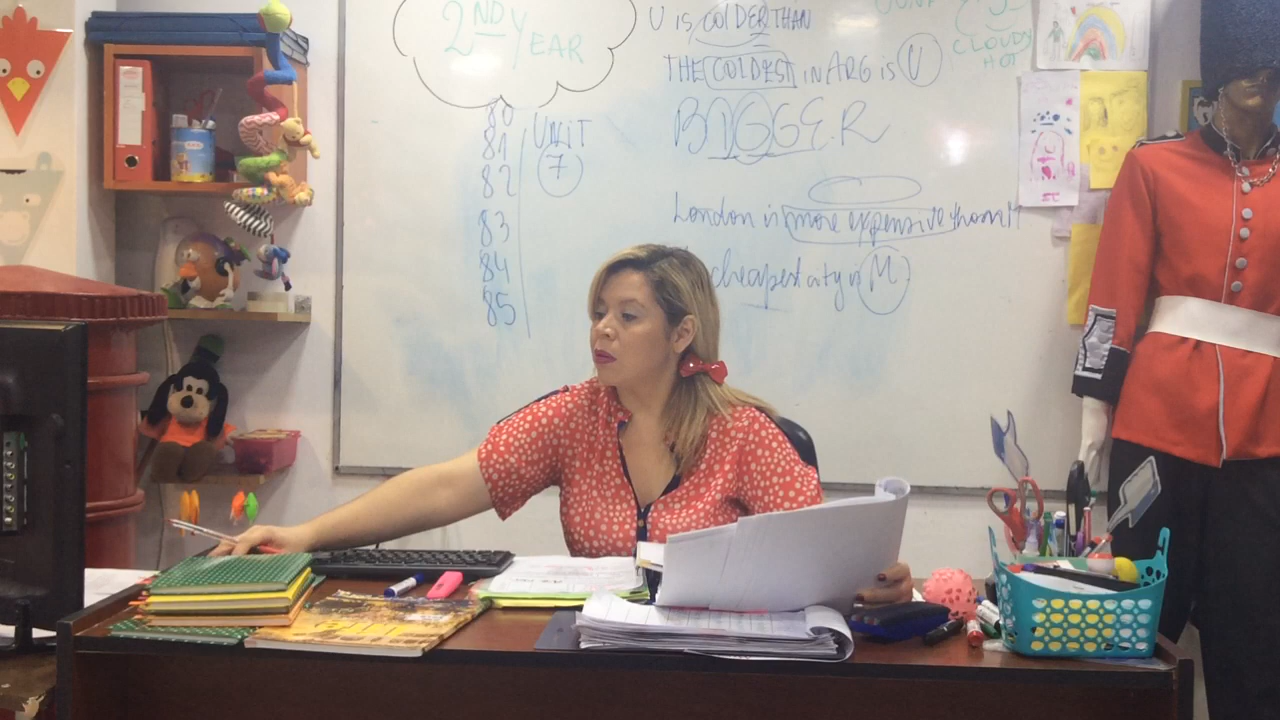 2ND YEAR
U IS COLDER THAN
THE COLDEST IN ARG IS U
CLOUDY
HOT
BIGGER
80
81
82
83
84
85
UNIT
7
London is more expensive than M
cheapest city is M